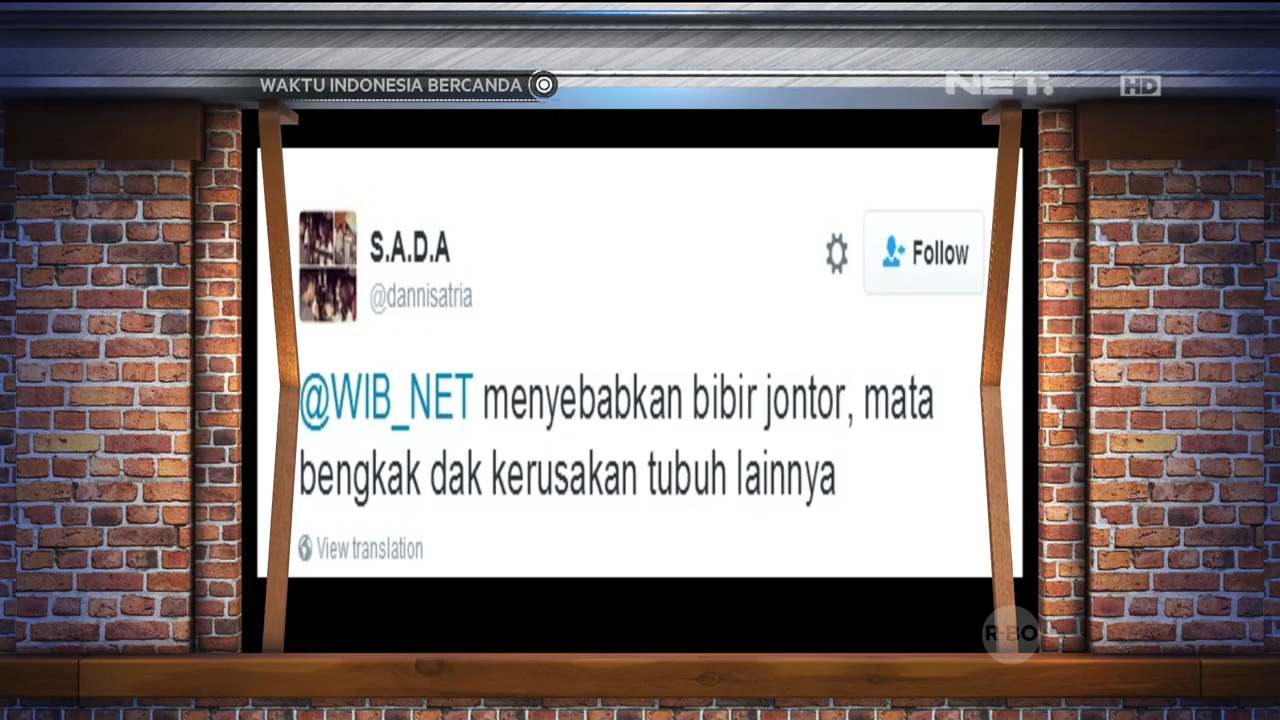 WAKTU INDONESIA BERCANDA
NET.
HD
S.A.D.A
@dannisatria
Follow
@WIB_NET menyebabkan bibir jontor, mata
bengkak dak kerusakan tubuh lainnya
View translation
R-BO